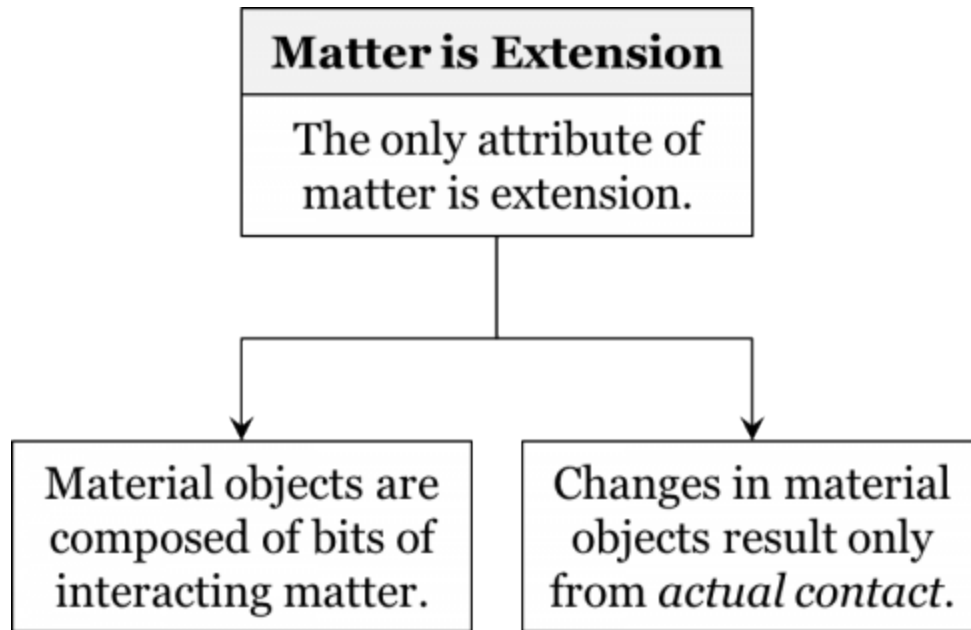 Matter is Extension
The only attribute of
matter is extension.
Material objects are
composed of bits of
interacting matter.
Changes in material
objects result only
from actual contact.